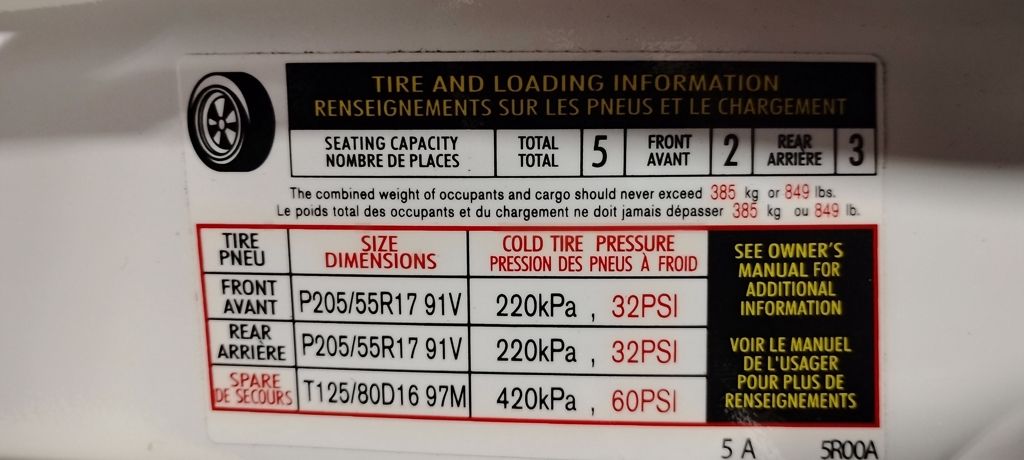 TIRE AND LOADING INFORMATION
RENSEIGNEMENTS SUR LES PNEUS ET LE CHARGEMENT
SEATING CAPACITY TOTAL 5 FRONT 2 REAR 3
NOMBRE DE PLACES TOTAL AVANT ARRIÈRE
The combined weight of occupants and cargo should never exceed 385 kg or 849 lbs.
Le poids total des occupants et du chargement ne doit jamais dépasser 385 kg ou 849 lb.
TIRE SIZE COLD TIRE PRESSURE
PNEU DIMENSIONS PRESSION DES PNEUS À FROID
FRONT
AVANT P205/55R17 91V 220kPa , 32PSI
REAR
ARRIÈRE P205/55R17 91V 220kPa , 32PSI
SPARE
DE SECOURS T125/80D16 97M 420kPa , 60PSI
SEE OWNER'S
MANUAL FOR
ADDITIONAL
INFORMATION
VOIR LE MANUEL
DE L'USAGER
POUR PLUS DE
RENSEIGNEMENTS
5 A 5R00A